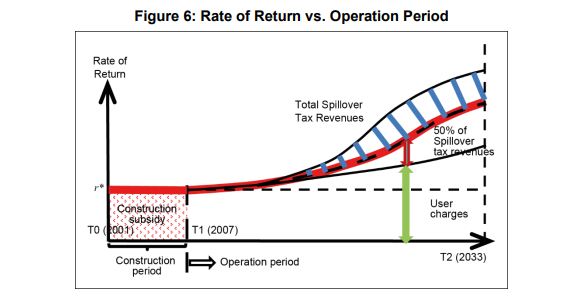 Figure 6: Rate of Return vs. Operation Period
Rate of
Return
Total Spillover
Tax Revenues
50% of
Spillover
tax revenues
r*
Construction
subsidy
User
charges
T0 (2001)
T1 (2007)
T2 (2033)
Construction
period
Operation period